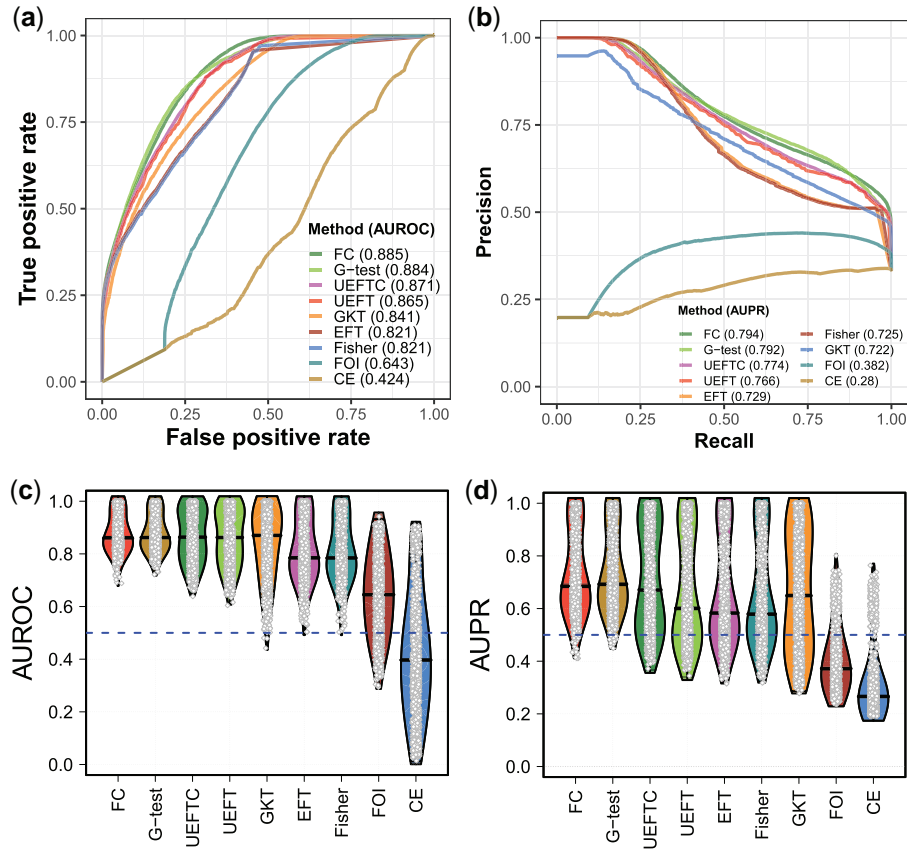 (a)
True positive rate
1.00
0.75
0.50
0.25
0.00
Method (AUROC)
FC (0.885)
G-test (0.884)
UEFTC (0.871)
UEFT (0.865)
GKT (0.841)
EFT (0.821)
Fisher (0.821)
FOI (0.643)
CE (0.424)
0.00 0.25 0.50 0.75 1.00
False positive rate
(b)
Precision
1.00
0.75
0.50
0.25
0.00
Method (AUPR)
FC (0.794) Fisher (0.725)
G-test (0.792) GKT (0.722)
UEFTC (0.774) FOI (0.382)
UEFT (0.766) CE (0.28)
EFT (0.729)
0.00 0.25 0.50 0.75 1.00
Recall
(c)
AUROC
1.0
0.8
0.6
0.4
0.2
0.0
FC G-test UEFTC UEFT GKT EFT Fisher FOI CE
(d)
AUPR
1.0
0.8
0.6
0.4
0.2
0.0
FC G-test UEFTC UEFT EFT Fisher GKT FOI CE